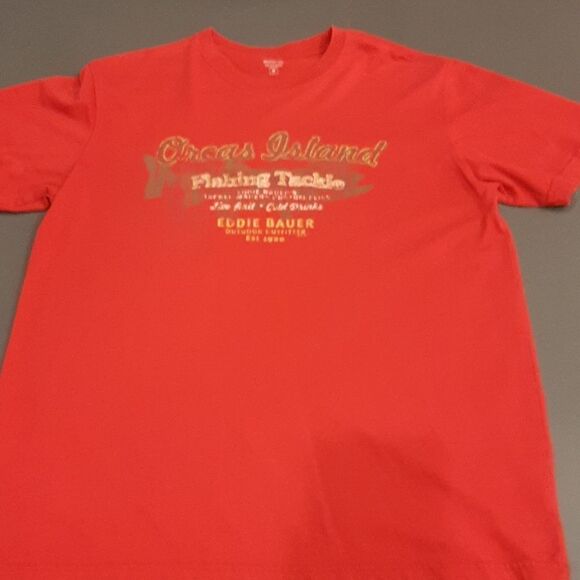 Orcas Island
Fishing Tackle
Live Bait • Cold Drinks
EDDIE BAUER
OUTDOOR OUTFITTER
EST. 1920